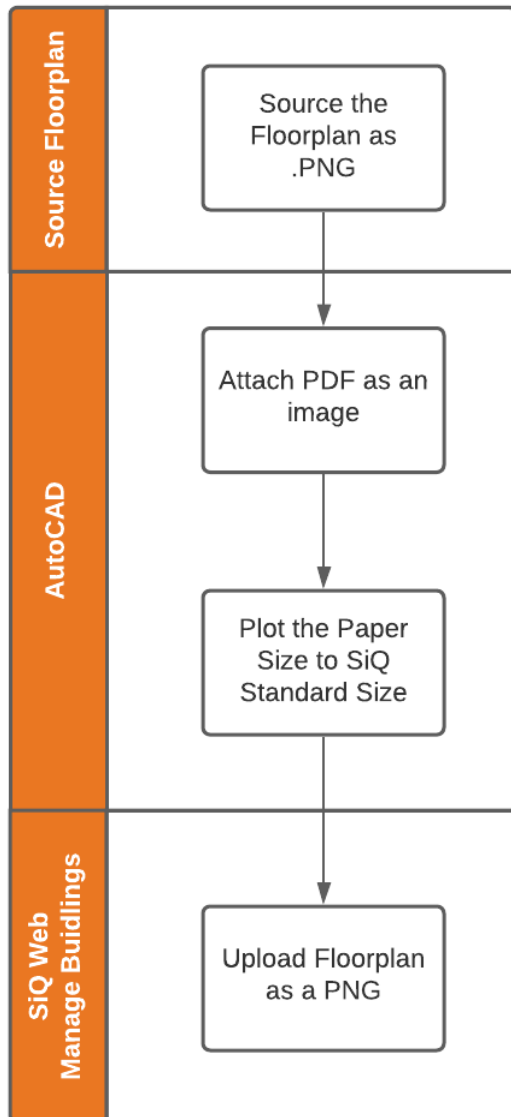 Source Floorplan
Source the
Floorplan as
.PNG
AutoCAD
Attach PDF as an
image
Plot the Paper
Size to SiQ
Standard Size
SiQ Web
Manage Buidlings
Upload Floorplan
as a PNG